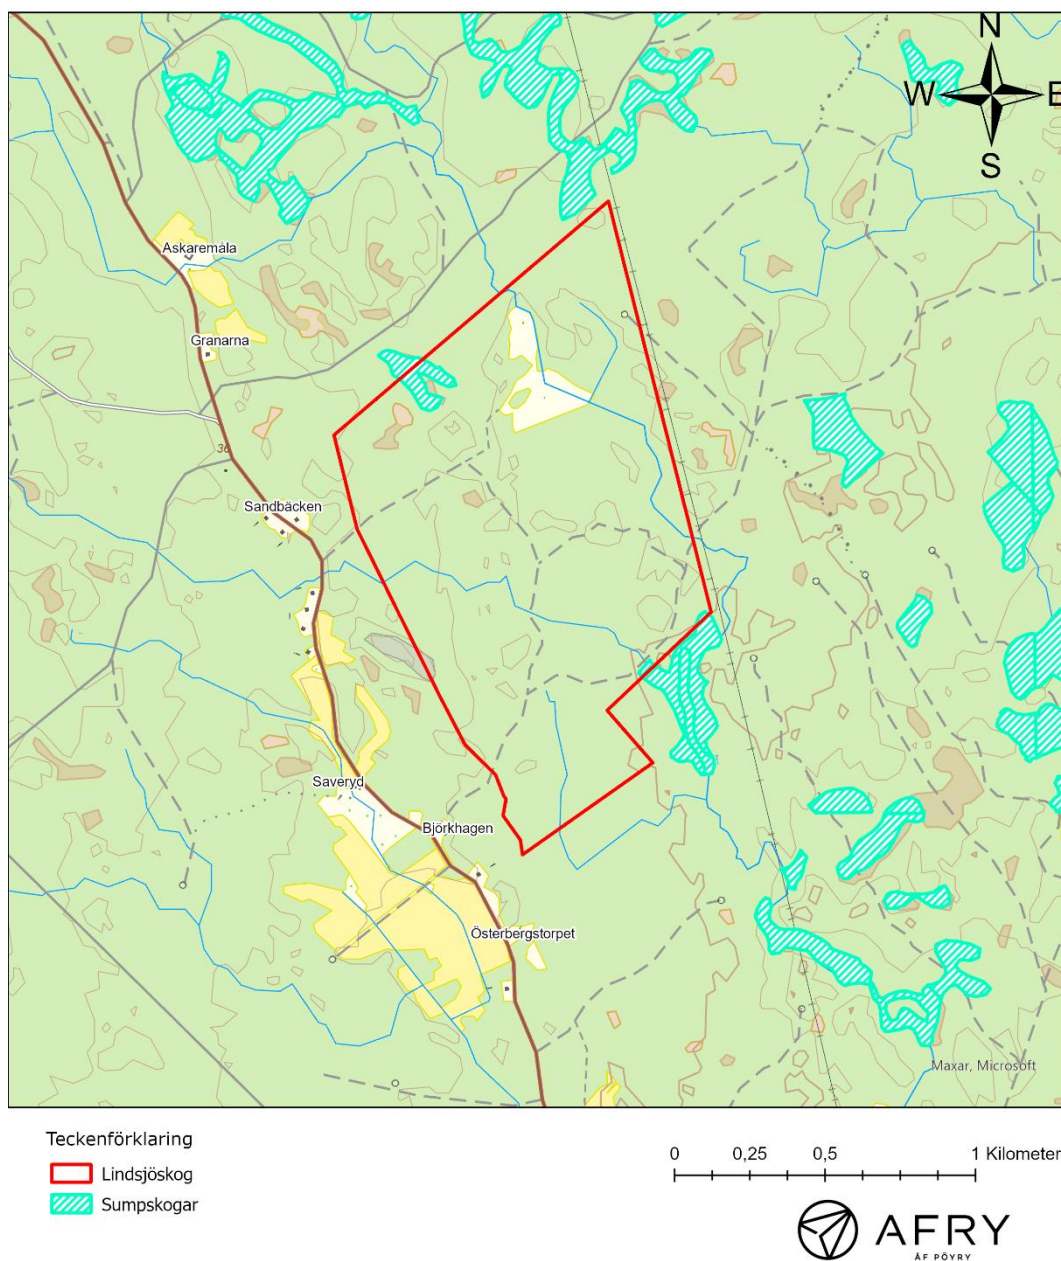 N
W E
S
Askaremåla
Granarna
36
Sandbäcken
Saveryd
Björkhagen
Österbergstorpet
Maxar, Microsoft
Teckenförklaring
Lindsjöskog
Sumpskogar
0 0,25 0,5 1 Kilometer
AFRY
ÅF PÖYRY